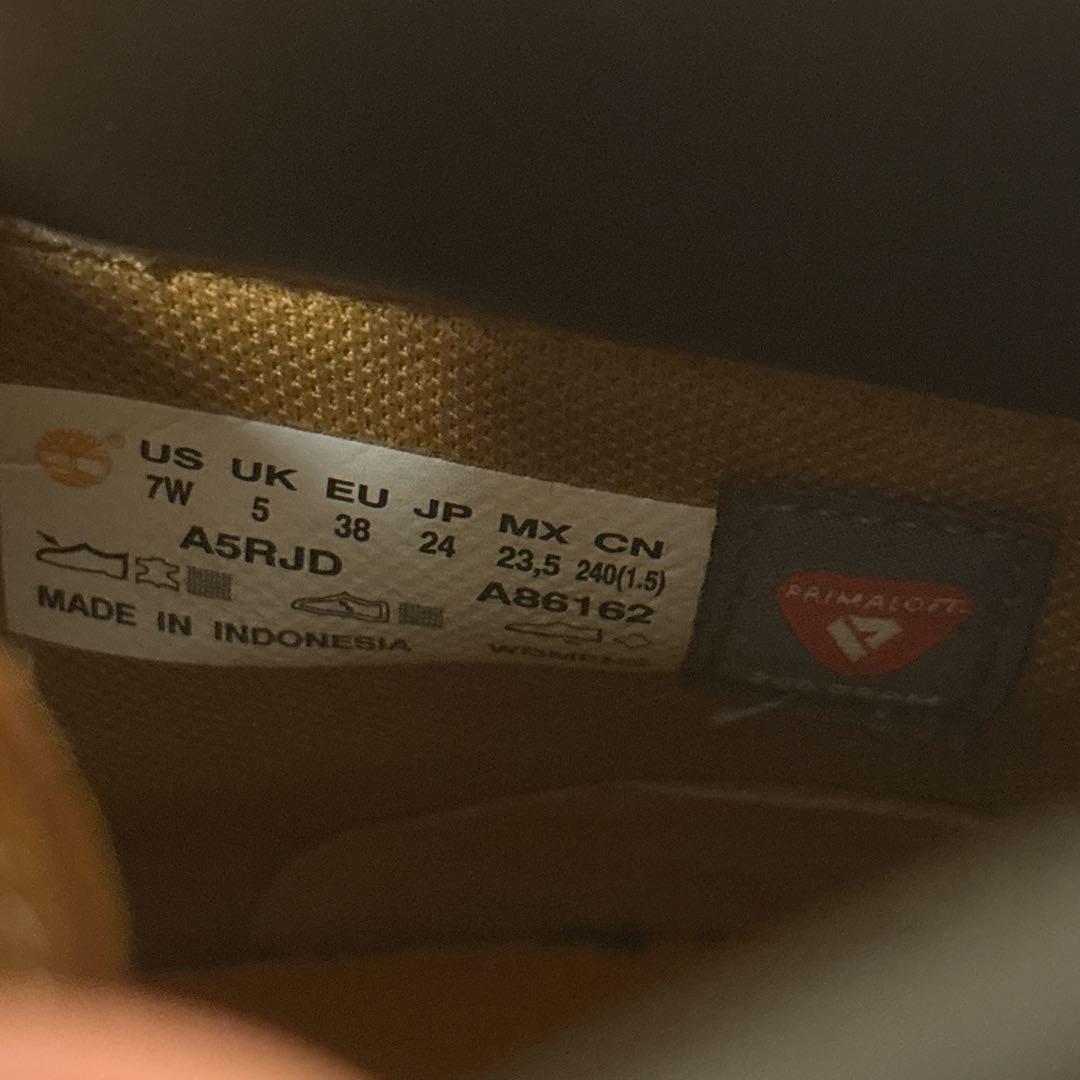 US UK EU JP MX CN
7W 5 38 24 23,5 240(1.5)
A5RJD A86162
MADE IN INDONESIA WOMENS
PRIMALOFT